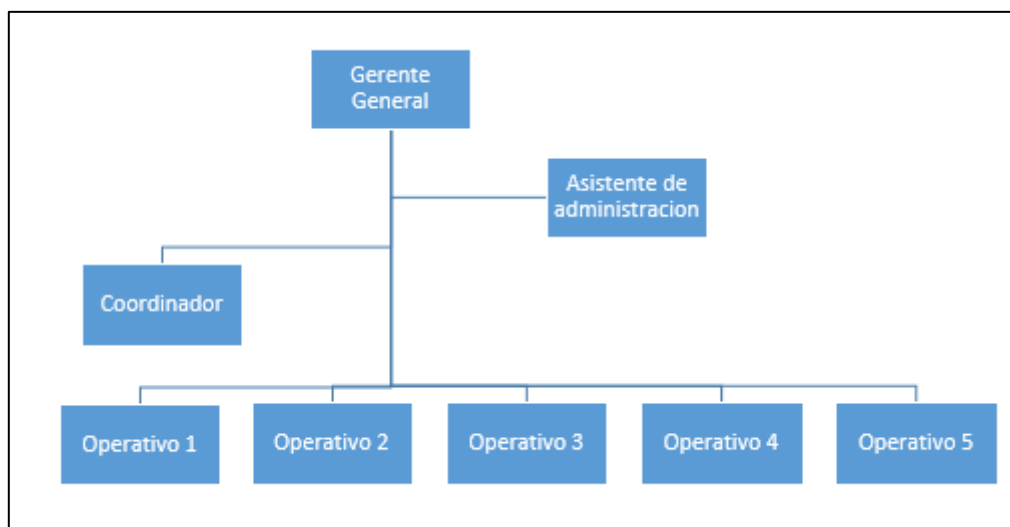 Gerente
General
Asistente de
administracion
Coordinador
Operativo 1
Operativo 2
Operativo 3
Operativo 4
Operativo 5